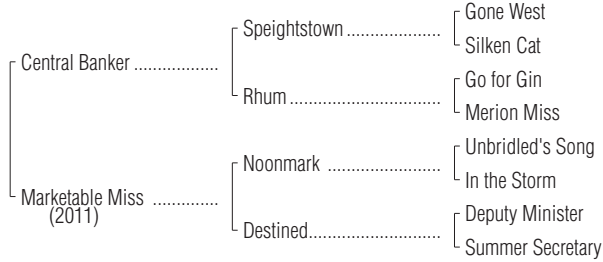 Gone West
Speightstown .....................
Silken Cat
Central Banker ...................
Go for Gin
Rhum .................................
Merion Miss
Unbridled's Song
Noonmark .........................
In the Storm
Marketable Miss ...............
(2011)
Deputy Minister
Destined.............................
Summer Secretary